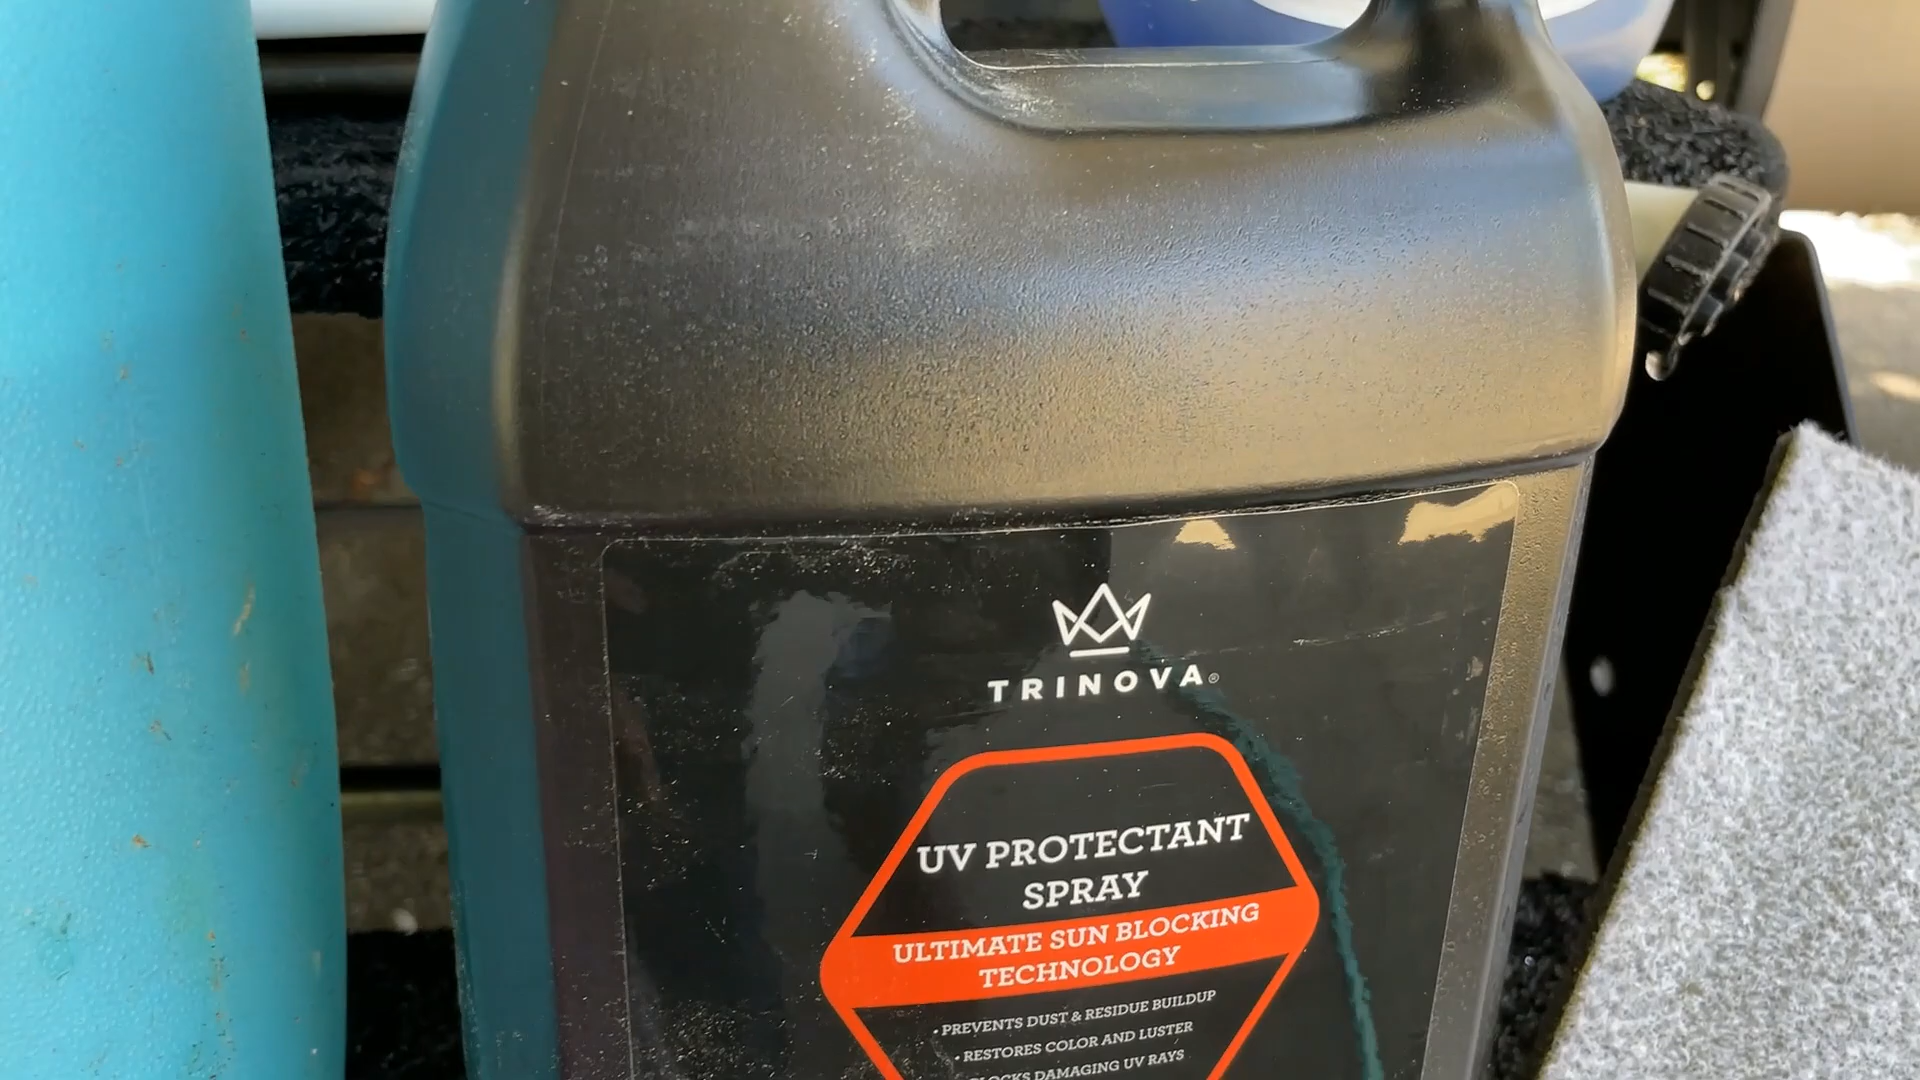 TRINOVA®
UV PROTECTANT
SPRAY
ULTIMATE SUN BLOCKING
TECHNOLOGY
• PREVENTS DUST & RESIDUE BUILDUP
• RESTORES COLOR AND LUSTER
BLOCKS DAMAGING UV RAYS